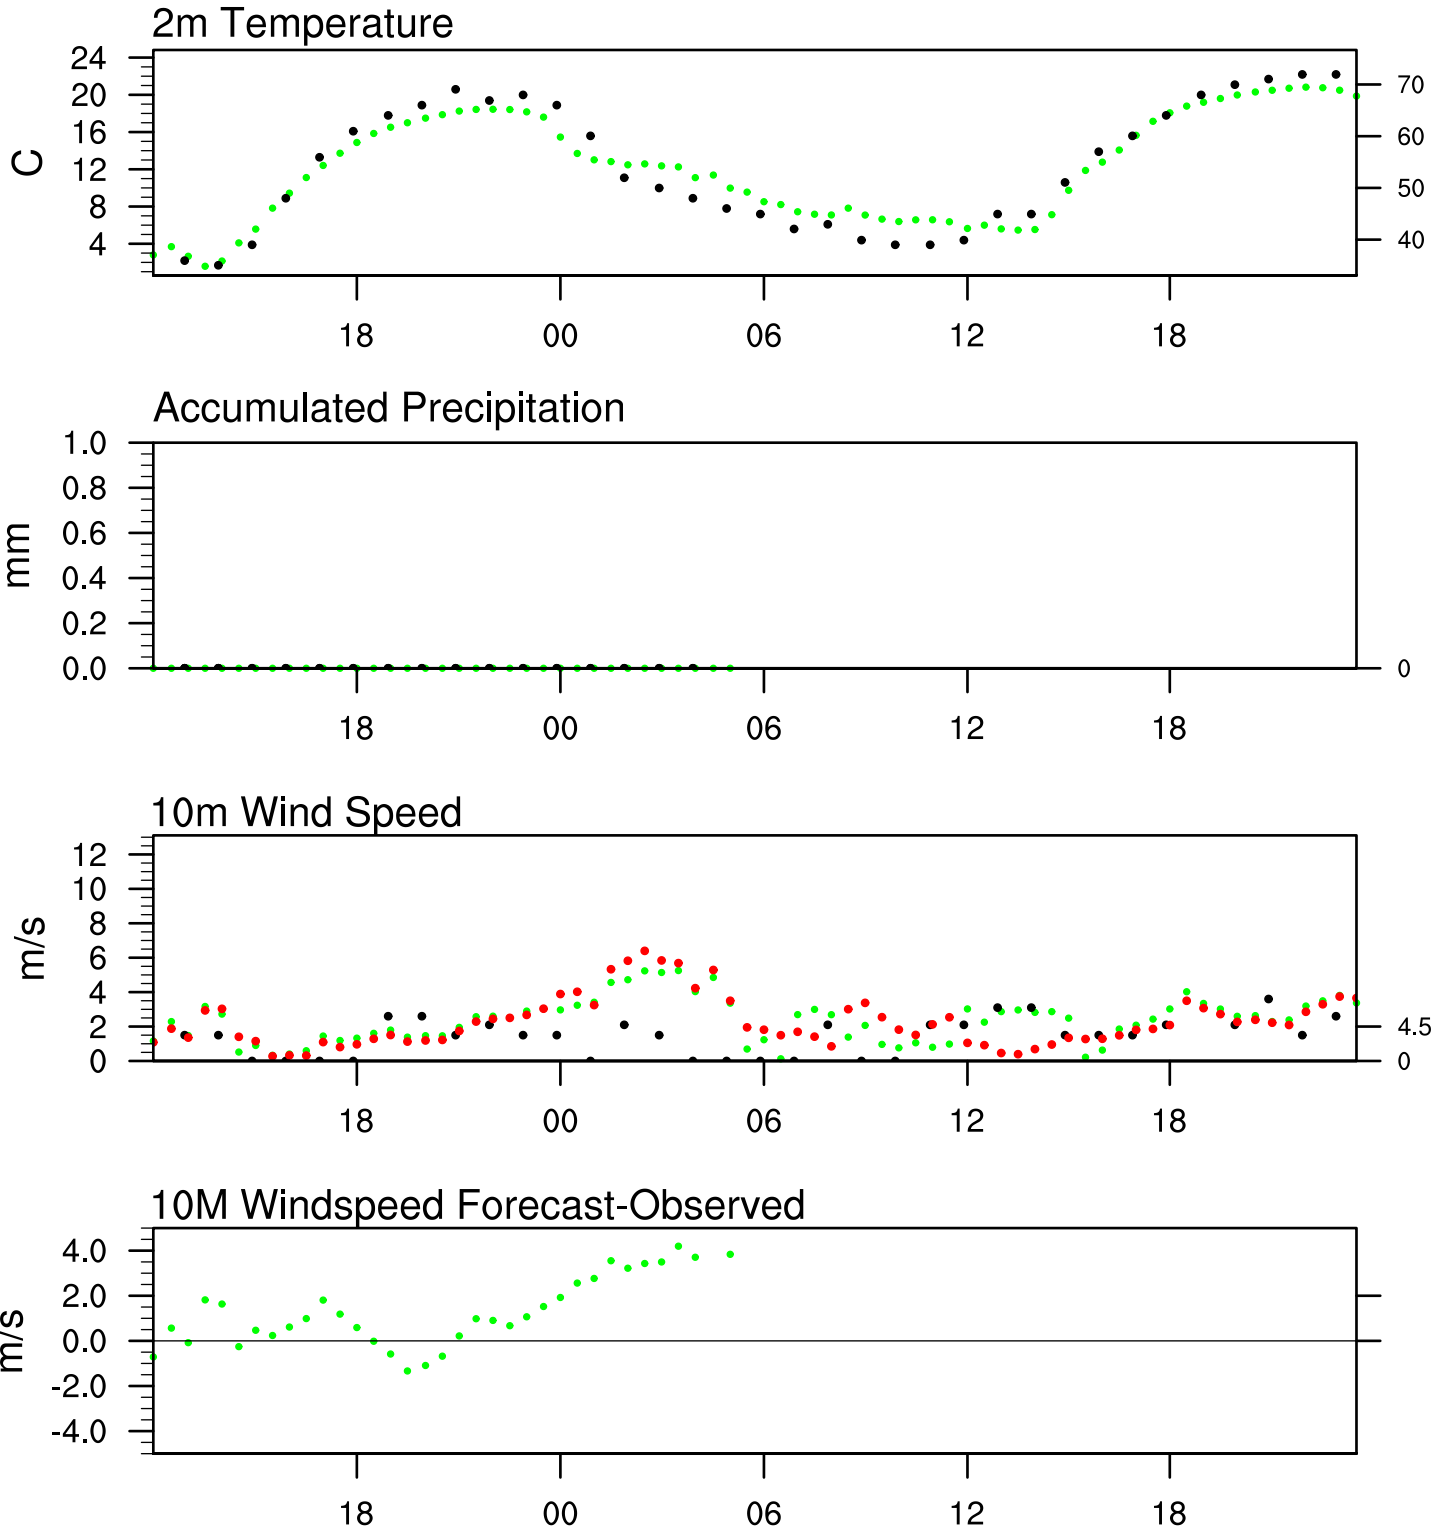 2m Temperature
24
20
16
12
8
4
C
70
60
50
40
18 00 06 12 18
Accumulated Precipitation
1.0
0.8
0.6
0.4
0.2
0.0
mm
0
18 00 06 12 18
10m Wind Speed
12
10
8
6
4
2
0
m/s
4.5
0
18 00 06 12 18
10M Windspeed Forecast-Observed
4.0
2.0
0.0
-2.0
-4.0
m/s
18 00 06 12 18